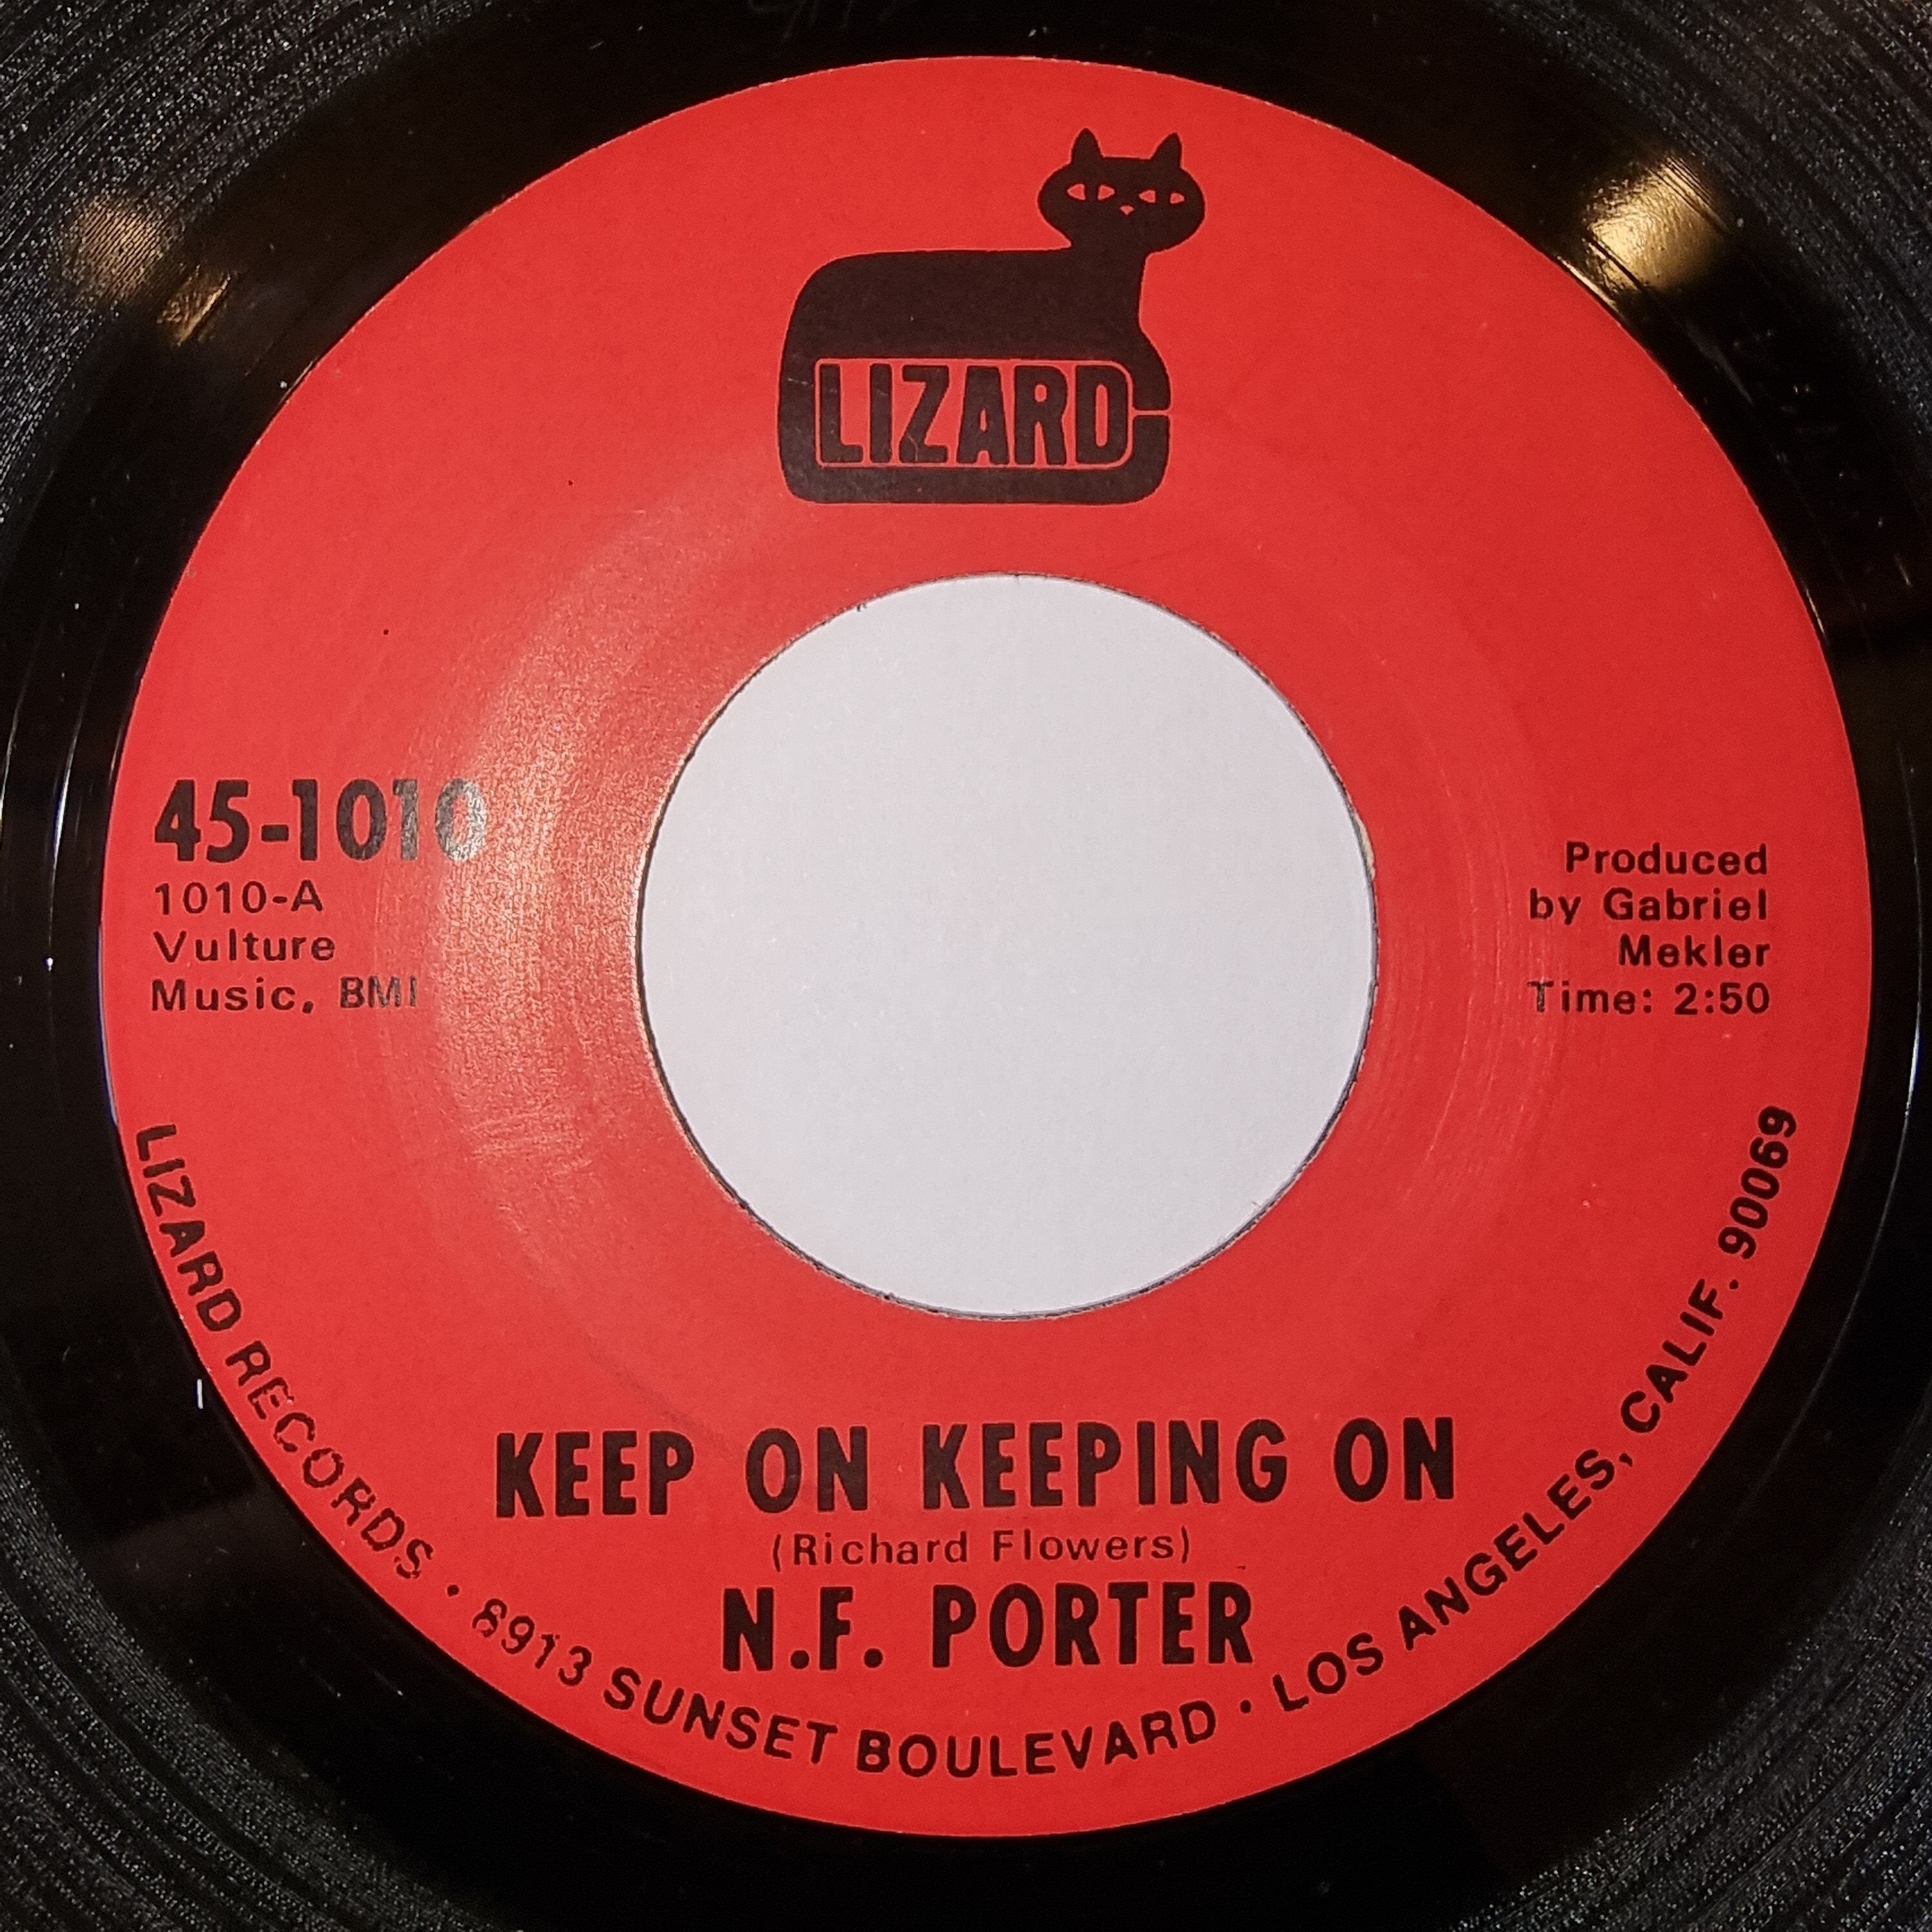 LIZARD
45-1010
1010-A
Vulture
Music, BMI
Produced
by Gabriel
Mekler
Time: 2:50
KEEP ON KEEPING ON
(Richard Flowers)
N.F. PORTER
LIZARD RECORDS • 8913 SUNSET BOULEVARD • LOS ANGELES, CALIF. 90069